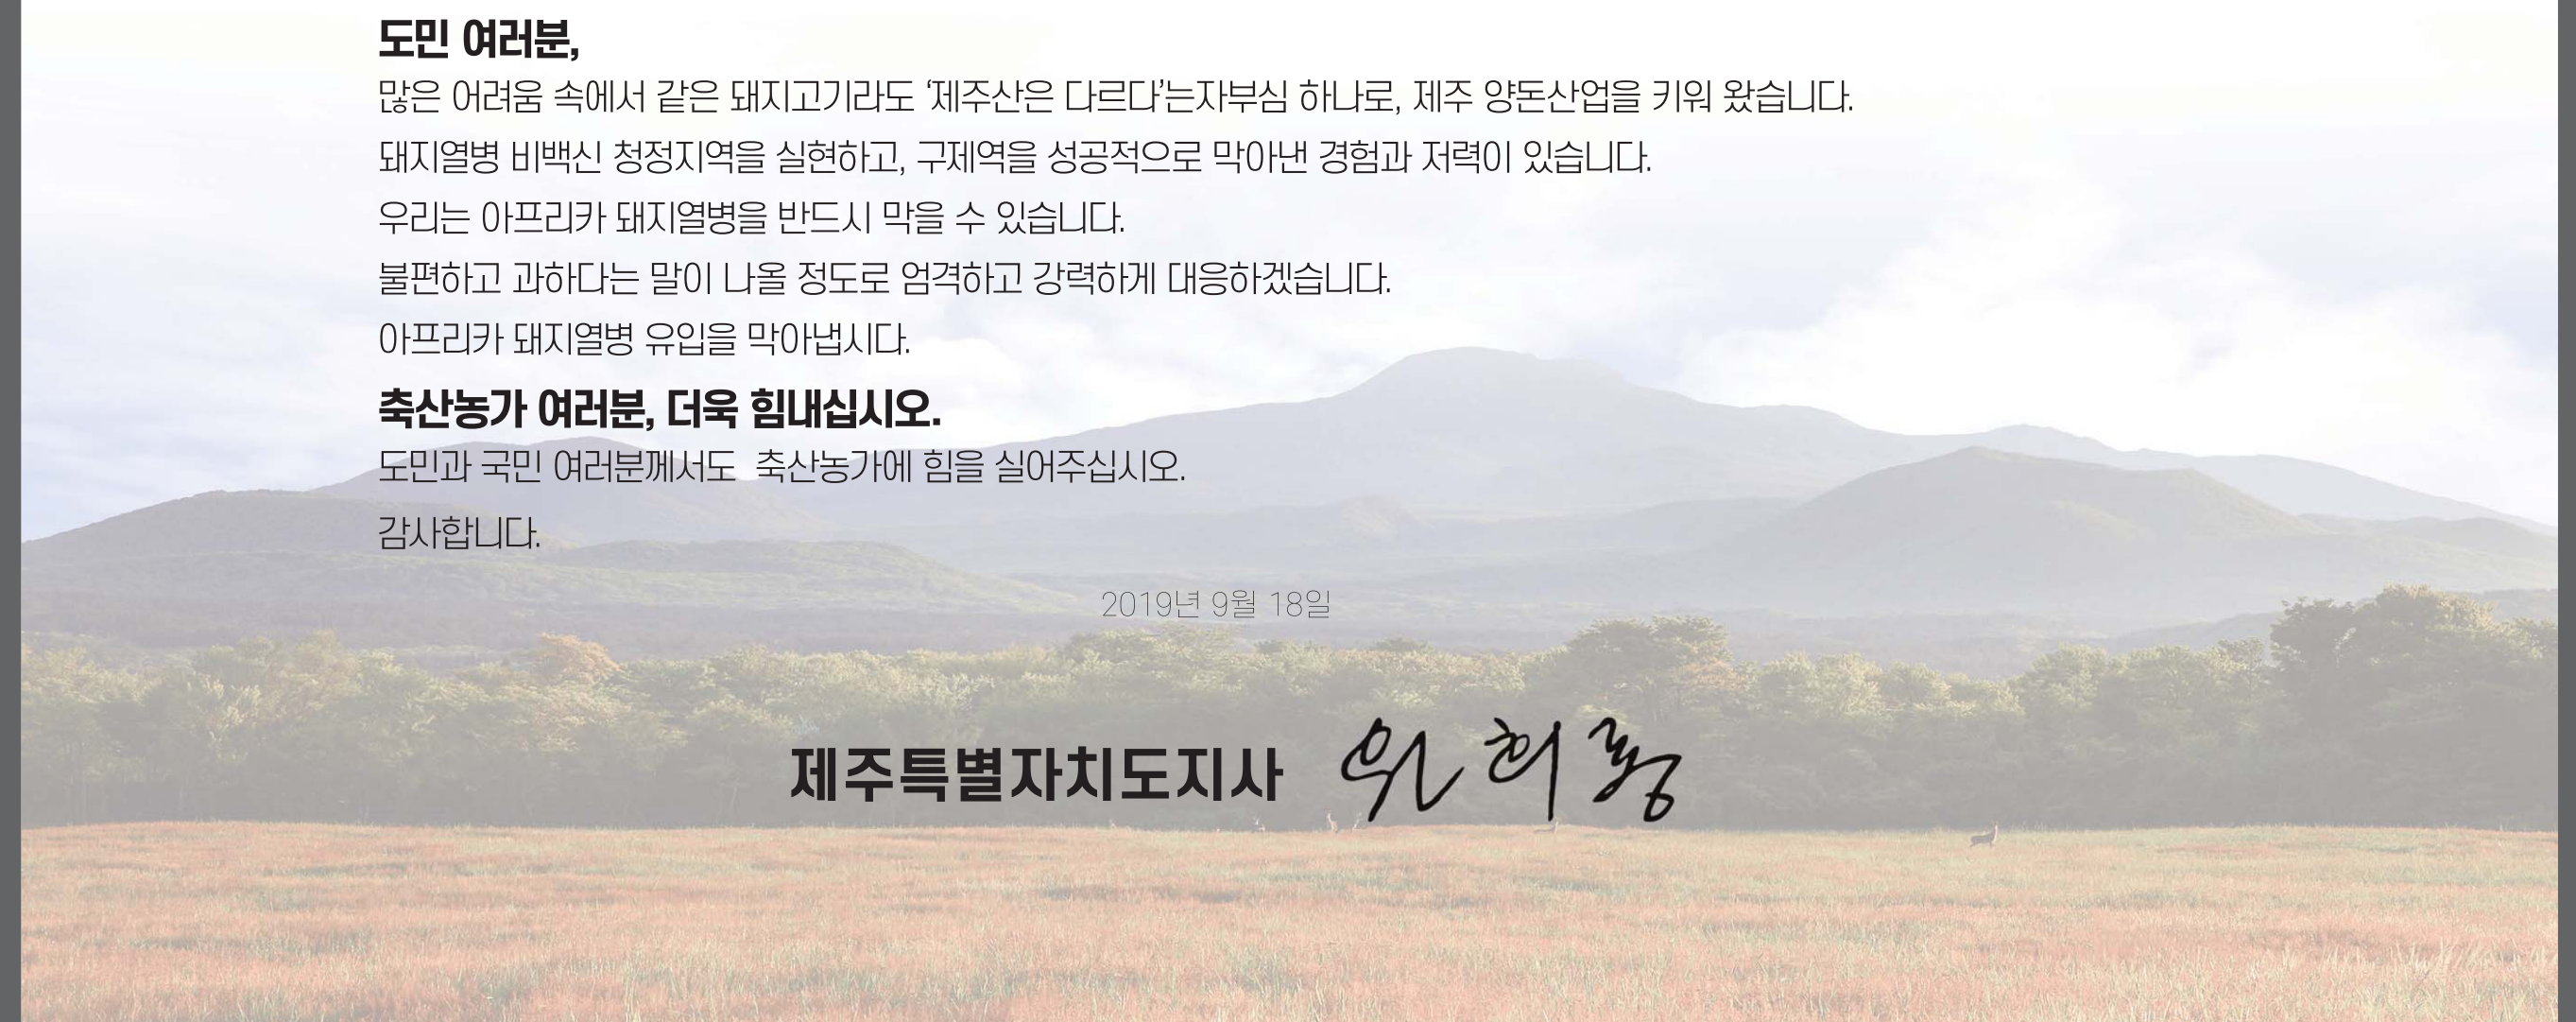 도민 여러분,
많은 어려움 속에서 같은 돼지고기라도 ‘제주산은 다르다’는자부심 하나로, 제주 양돈산업을 키워 왔습니다.
돼지열병 비백신 청정지역을 실현하고, 구제역을 성공적으로 막아낸 경험과 저력이 있습니다.
우리는 아프리카 돼지열병을 반드시 막을 수 있습니다.
불편하고 과하다는 말이 나올 정도로 엄격하고 강력하게 대응하겠습니다.
아프리카 돼지열병 유입을 막아냅시다.
축산농가 여러분, 더욱 힘내십시오.
도민과 국민 여러분께서도 축산농가에 힘을 실어주십시오.
감사합니다.
2019년 9월 18일
제주특별자치도지사 원희룡